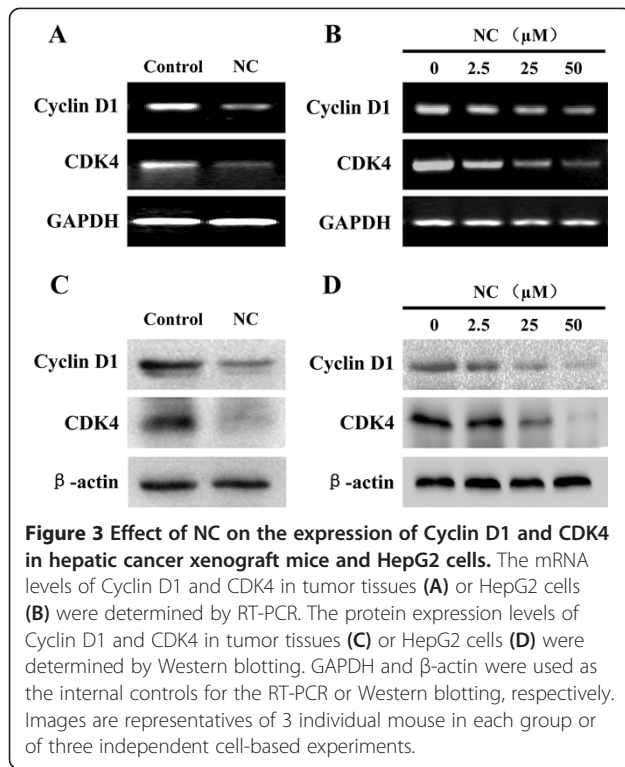 A
Control NC
Cyclin D1
CDK4
GAPDH
B
NC (μM)
0 2.5 25 50
Cyclin D1
CDK4
GAPDH
C
Control NC
Cyclin D1
CDK4
β-actin
D
NC (μM)
0 2.5 25 50
Cyclin D1
CDK4
β-actin
Figure 3 Effect of NC on the expression of Cyclin D1 and CDK4
in hepatic cancer xenograft mice and HepG2 cells. The mRNA
levels of Cyclin D1 and CDK4 in tumor tissues (A) or HepG2 cells
(B) were determined by RT-PCR. The protein expression levels of
Cyclin D1 and CDK4 in tumor tissues (C) or HepG2 cells (D) were
determined by Western blotting. GAPDH and β-actin were used as
the internal controls for the RT-PCR or Western blotting, respectively.
Images are representatives of 3 individual mouse in each group or
of three independent cell-based experiments.